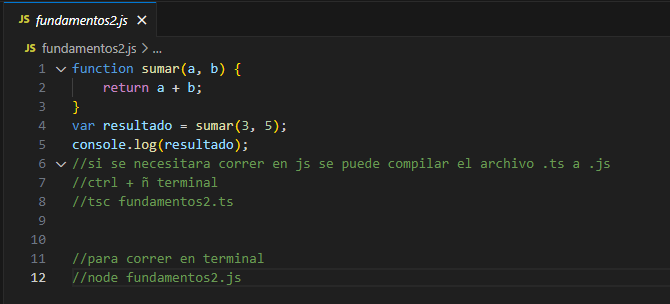 JS fundamentos2.js ×
JS fundamentos2.js > ...
1 function sumar(a, b) {
2 return a + b;
3 }
4 var resultado = sumar(3, 5);
5 console.log(resultado);
6 //si se necesitara correr en js se puede compilar el archivo .ts a .js
7 //ctrl + ñ terminal
8 //tsc fundamentos2.ts
9
10
11 //para correr en terminal
12 //node fundamentos2.js